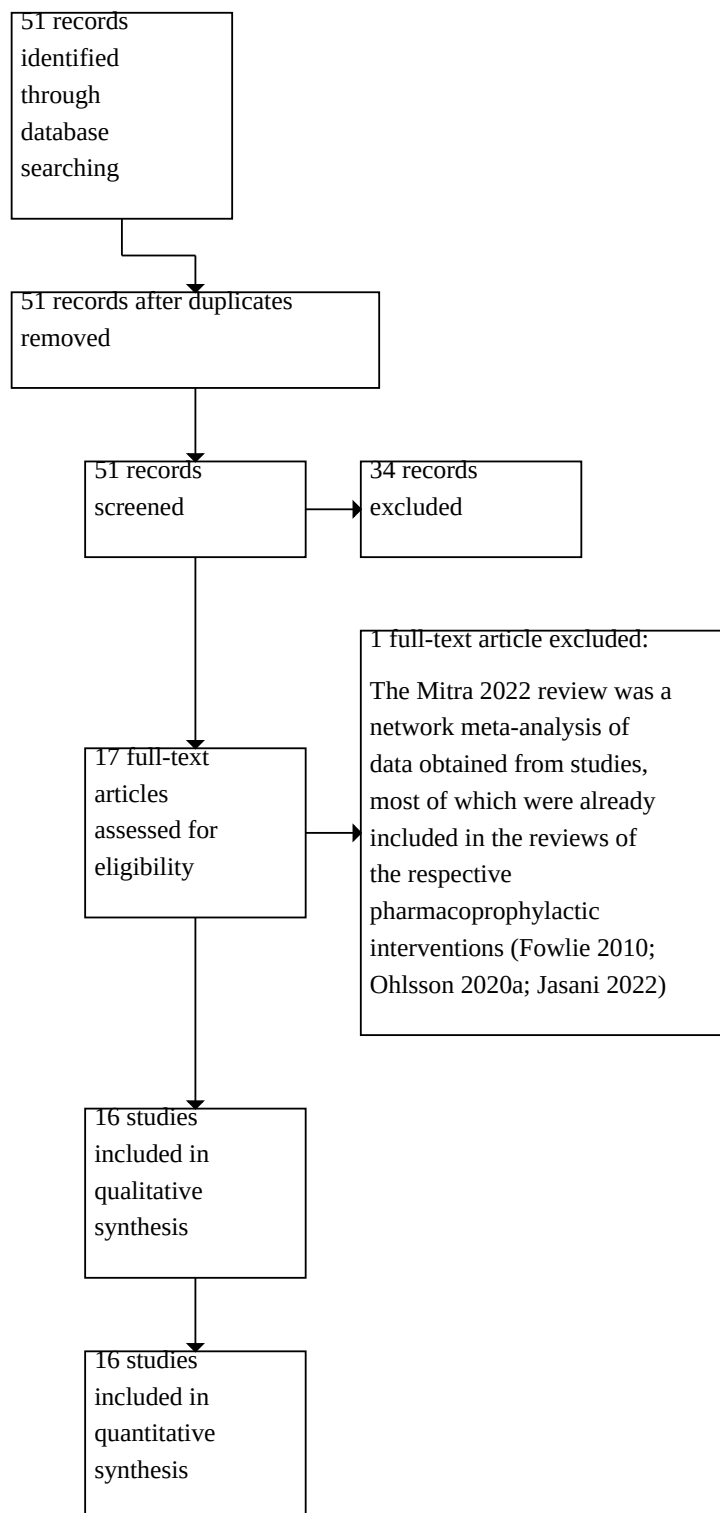 51 records
identified
through
database
searching
51 records after duplicates
removed
51 records
screened
34 records
excluded
1 full-text article excluded:
The Mitra 2022 review was a
network meta-analysis of
data obtained from studies,
most of which were already
included in the reviews of
the respective
pharmacoprophylactic
interventions (Fowlie 2010;
Ohlsson 2020a; Jasani 2022)
17 full-text
articles
assessed for
eligibility
16 studies
included in
qualitative
synthesis
16 studies
included in
quantitative
synthesis